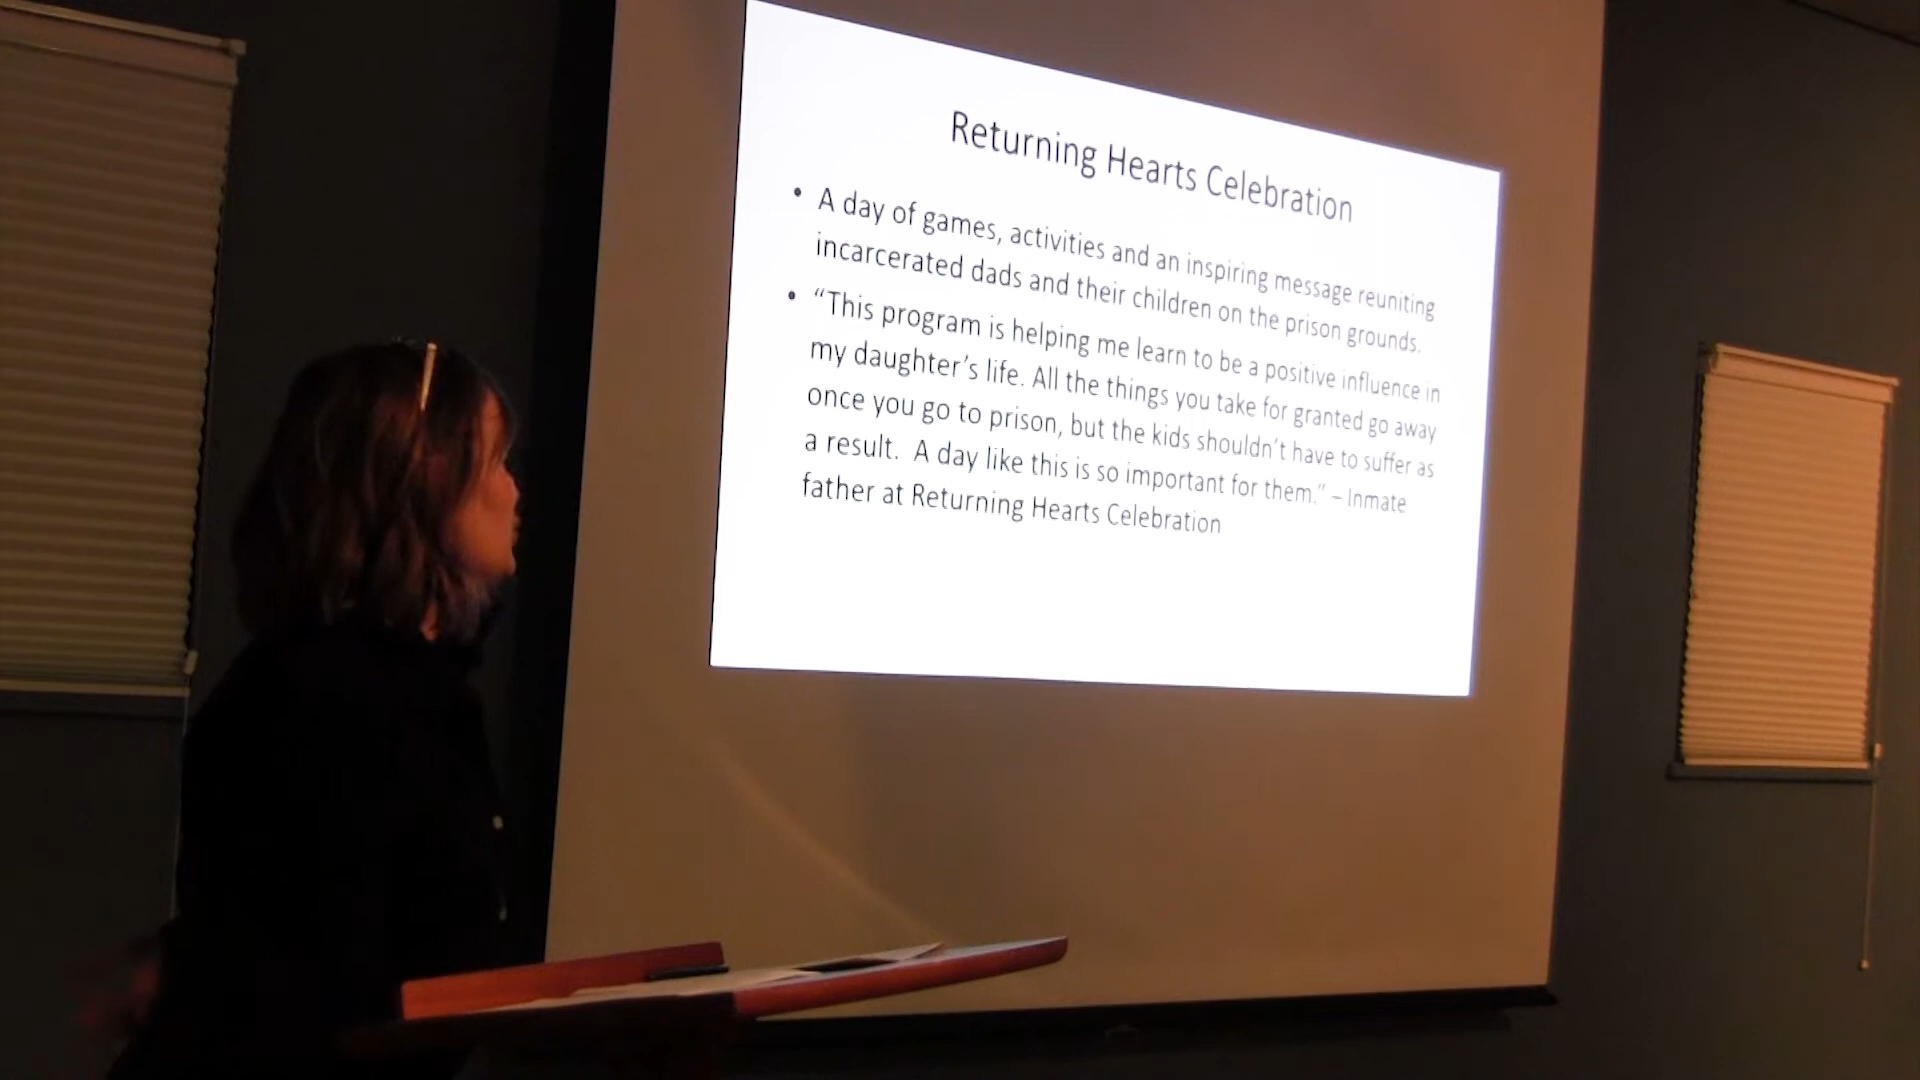 Returning Hearts Celebration
• A day of games, activities and an inspiring message reuniting
incarcerated dads and their children on the prison grounds.
• “This program is helping me learn to be a positive influence in
my daughter’s life. All the things you take for granted go away
once you go to prison, but the kids shouldn’t have to suffer as
a result.  A day like this is so important for them.” – Inmate
father at Returning Hearts Celebration